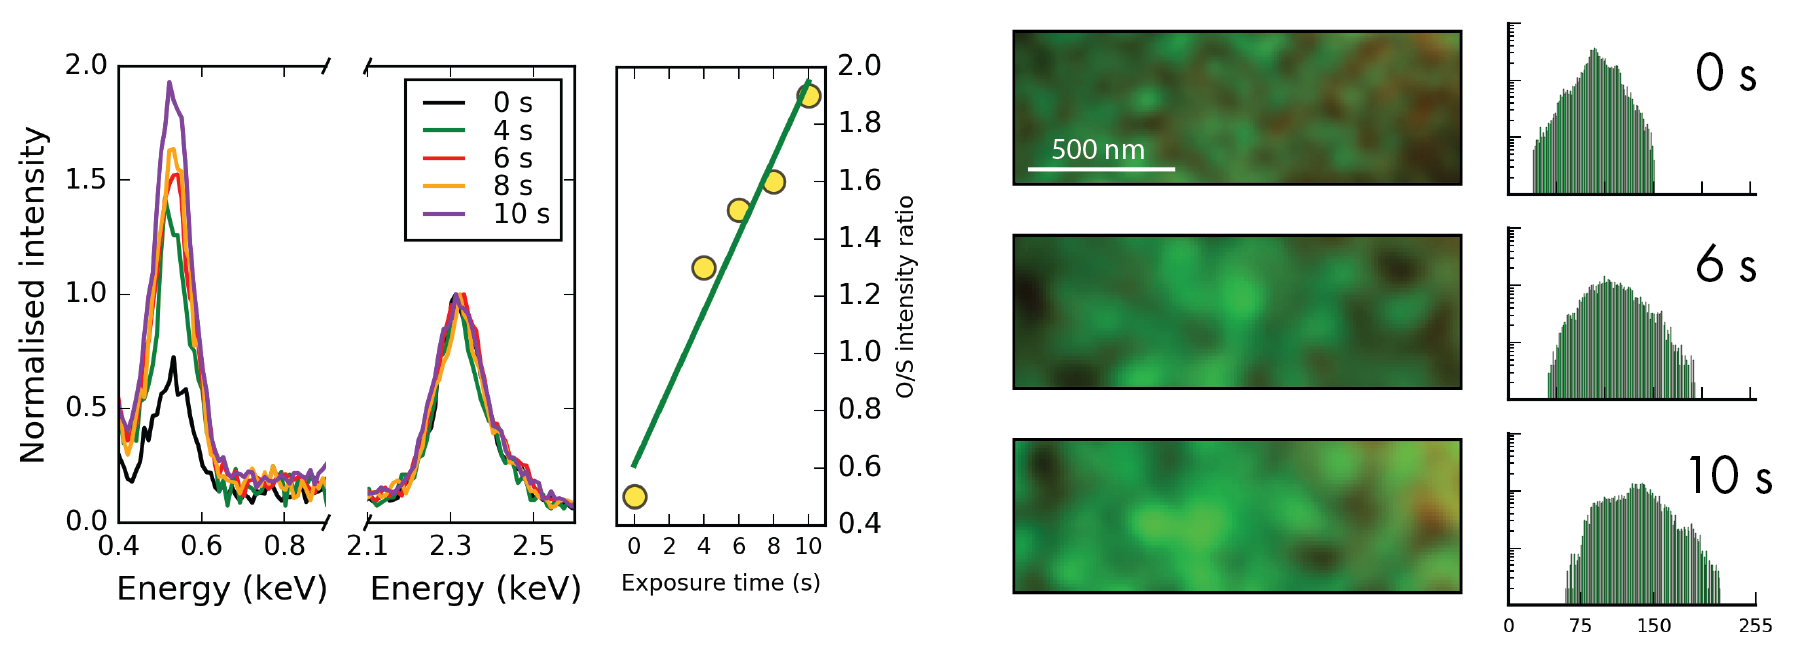 Normalised intensity
2.0
1.5
1.0
0.5
0.0
0.4 0.6 0.8 2.1 2.3 2.5
Energy (keV) Energy (keV)
0 s
4 s
6 s
8 s
10 s
2.0
1.8
1.6
1.4
1.2
1.0
0.8
0.6
0.4
O/S intensity ratio
0 2 4 6 8 10
Exposure time (s)
500 nm
0 s
6 s
10 s
0 75 150 255